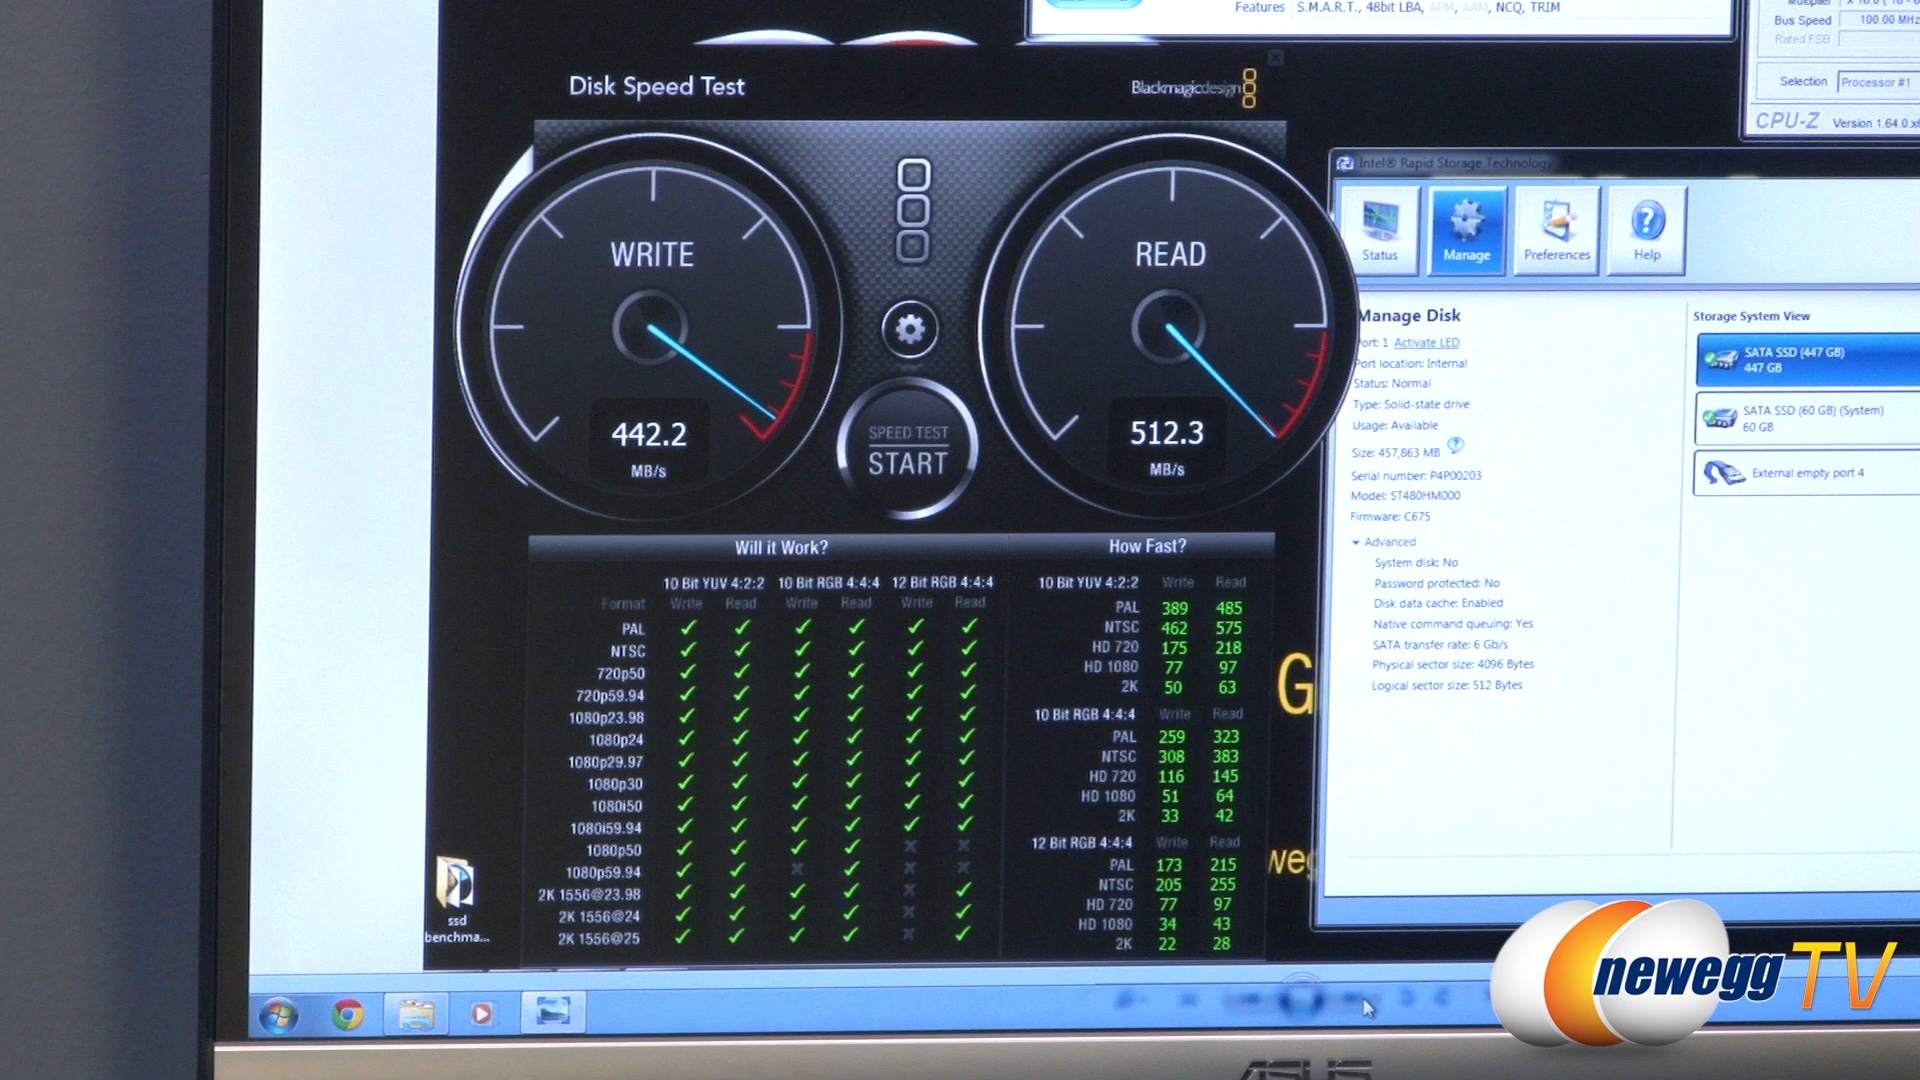 Features S.M.A.R.T., 48bit LBA, APM, AAM, NCQ, TRIM
Bus Speed 100.00 MHz
Rated FSB
Selection Processor #1
CPU-Z Version 1.64.0.x
Disk Speed Test
Blackmagicdesign
WRITE
442.2
MB/s
READ
512.3
MB/s
SPEED TEST
START
Will it Work?
10 Bit YUV 4:2:2 10 Bit RGB 4:4:4 12 Bit RGB 4:4:4
Format Write Read Write Read Write Read
PAL ✓ ✓ ✓ ✓ ✓ ✓
NTSC ✓ ✓ ✓ ✓ ✓ ✓
720p50 ✓ ✓ ✓ ✓ ✓ ✓
720p59.94 ✓ ✓ ✓ ✓ ✓ ✓
1080p23.98 ✓ ✓ ✓ ✓ ✓ ✓
1080p24 ✓ ✓ ✓ ✓ ✓ ✓
1080p29.97 ✓ ✓ ✓ ✓ ✓ ✓
1080p30 ✓ ✓ ✓ ✓ ✓ ✓
1080i50 ✓ ✓ ✓ ✓ ✓ ✓
1080i59.94 ✓ ✓ ✓ ✓ ✓ ✓
1080p50 ✓ ✓ ✓ ✓ X X
1080p59.94 ✓ ✓ X ✓ X X
2K 1556@23.98 ✓ ✓ ✓ ✓ X ✓
2K 1556@24 ✓ ✓ ✓ ✓ X ✓
2K 1556@25 ✓ ✓ ✓ ✓ X ✓
How Fast?
10 Bit YUV 4:2:2 Write Read
PAL 389 485
NTSC 462 575
HD 720 175 218
HD 1080 77 97
2K 50 63
10 Bit RGB 4:4:4 Write Read
PAL 259 323
NTSC 308 383
HD 720 116 145
HD 1080 51 64
2K 33 42
12 Bit RGB 4:4:4 Write Read
PAL 173 215
NTSC 205 255
HD 720 77 97
HD 1080 34 43
2K 22 28
Intel® Rapid Storage Technology
Status Manage Preferences Help
Manage Disk
ort: 1 Activate LED
Port location: Internal
Status: Normal
Type: Solid-state drive
Usage: Available
Size: 457,863 MB
Serial number: P4P00203
Model: ST480HM000
Firmware: C675
Advanced
System disk: No
Password protected: No
Disk data cache: Enabled
Native command queuing: Yes
SATA transfer rate: 6 Gb/s
Physical sector size: 4096 Bytes
Logical sector size: 512 Bytes
Storage System View
SATA SSD (447 GB)
447 GB
SATA SSD (60 GB) (System)
60 GB
External empty port 4
G
weg
ssd
benchma...
newegg TV
ASUS